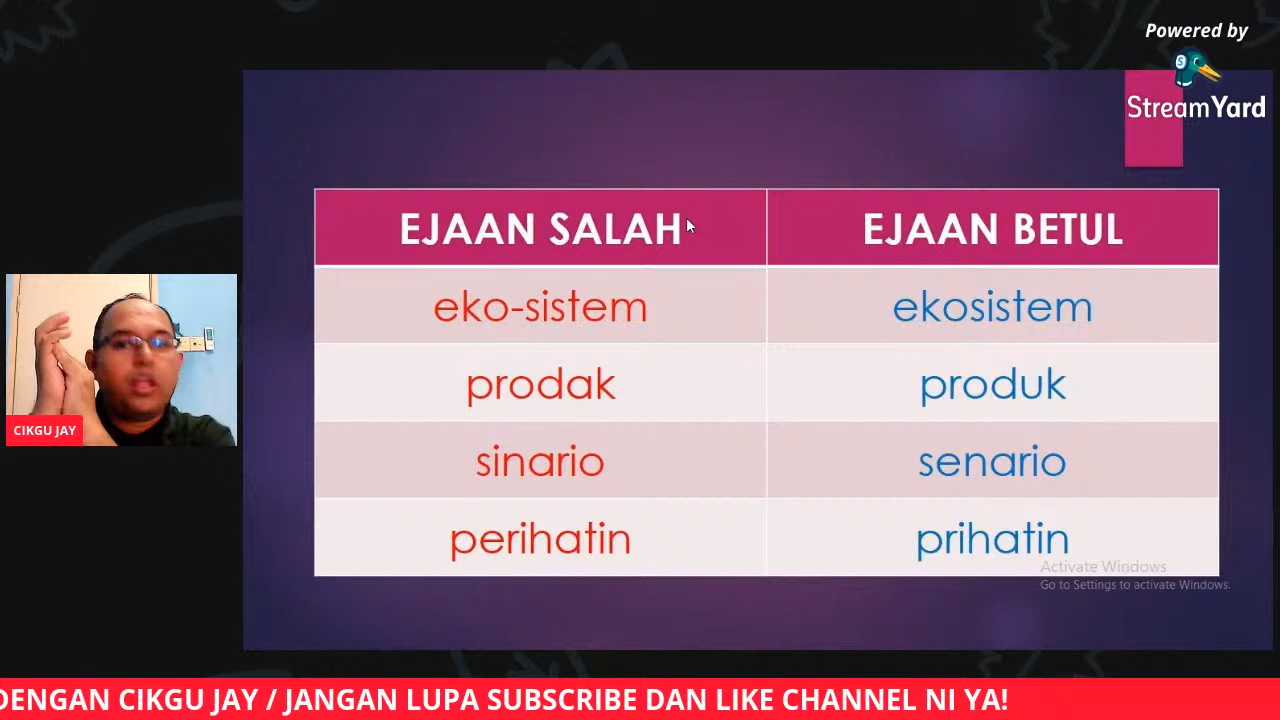 Powered by
StreamYard
EJAAN SALAH EJAAN BETUL
eko-sistem ekosistem
prodak produk
sinario senario
perihatin prihatin
Activate Windows
Go to Settings to activate Windows.
CIKGU JAY
DENGAN CIKGU JAY / JANGAN LUPA SUBSCRIBE DAN LIKE CHANNEL NI YA!